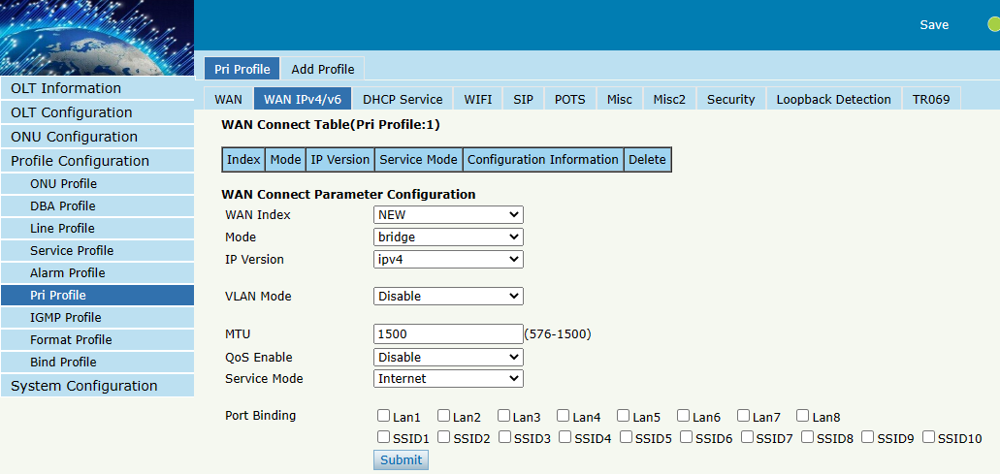 Save
Pri Profile Add Profile
OLT Information
OLT Configuration
ONU Configuration
Profile Configuration
ONU Profile
DBA Profile
Line Profile
Service Profile
Alarm Profile
Pri Profile
IGMP Profile
Format Profile
Bind Profile
System Configuration
WAN WAN IPv4/v6 DHCP Service WIFI SIP POTS Misc Misc2 Security Loopback Detection TR069
WAN Connect Table(Pri Profile:1)
Index Mode IP Version Service Mode Configuration Information Delete
WAN Connect Parameter Configuration
WAN Index NEW
Mode bridge
IP Version ipv4
VLAN Mode Disable
MTU 1500 (576-1500)
QoS Enable Disable
Service Mode Internet
Port Binding Lan1 Lan2 Lan3 Lan4 Lan5 Lan6 Lan7 Lan8
SSID1 SSID2 SSID3 SSID4 SSID5 SSID6 SSID7 SSID8 SSID9 SSID10
Submit